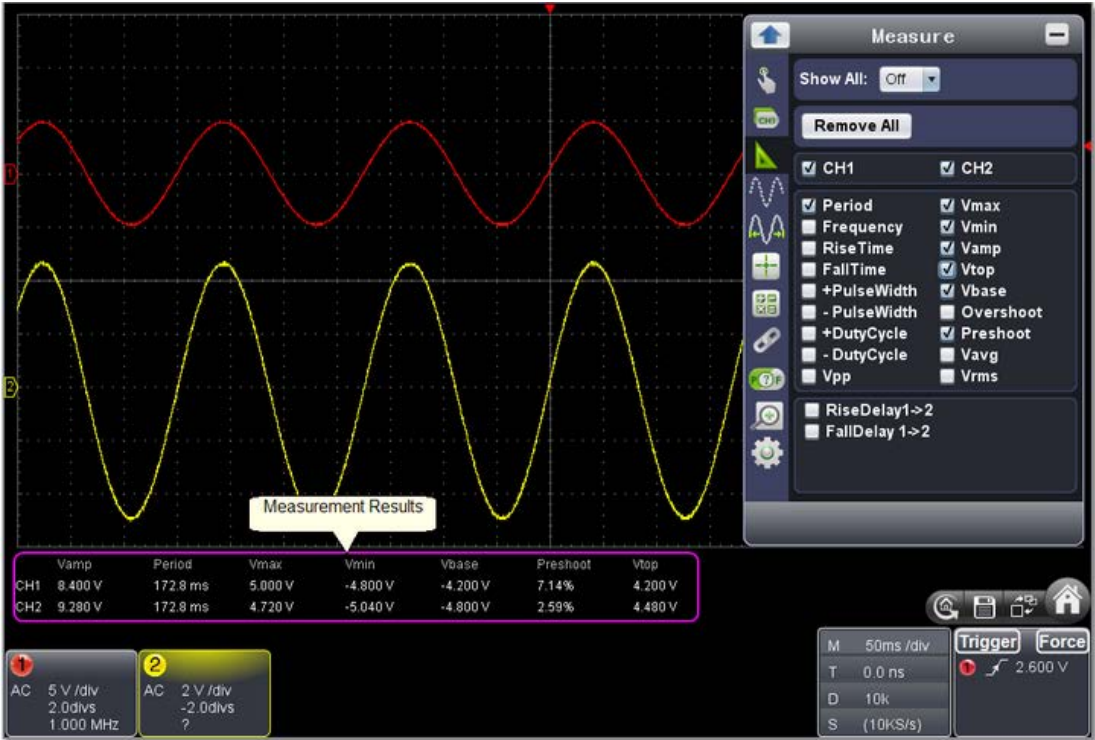 Measure
Show All: Off
Remove All
CH1
CH1 CH2
Period Vmax
Frequency Vmin
RiseTime Vamp
FallTime Vtop
+PulseWidth Vbase
- PulseWidth Overshoot
+DutyCycle Preshoot
- DutyCycle Vavg
Vpp Vrms
P ? F
RiseDelay1->2
FallDelay 1->2
1
2
Measurement Results
Vamp Period Vmax Vmin Vbase Preshoot Vtop
CH1 8.400 V 172.8 ms 5.000 V -4.800 V -4.200 V 7.14% 4.200 V
CH2 9.280 V 172.8 ms 4.720 V -5.040 V -4.800 V 2.59% 4.480 V
1
AC 5 V /div
2.0divs
1.000 MHz
2
AC 2 V /div
-2.0divs
?
M 50ms /div
T 0.0 ns
D 10k
S (10KS/s)
Trigger Force
1 2.600 V